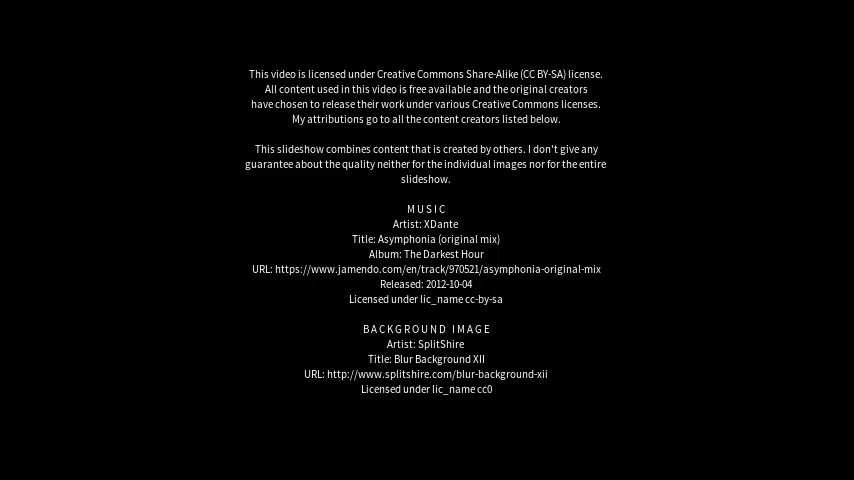 This video is licensed under Creative Commons Share-Alike (CC BY-SA) license.
All content used in this video is free available and the original creators
have chosen to release their work under various Creative Commons licenses.
My attributions go to all the content creators listed below.
This slideshow combines content that is created by others. I don't give any
guarantee about the quality neither for the individual images nor for the entire
slideshow.
MUSIC
Artist: XDante
Title: Asymphonia (original mix)
Album: The Darkest Hour
URL: https://www.jamendo.com/en/track/970521/asymphonia-original-mix
Released: 2012-10-04
Licensed under lic_name cc-by-sa
BACKGROUND IMAGE
Artist: SplitShire
Title: Blur Background XII
URL: http://www.splitshire.com/blur-background-xii
Licensed under lic_name cc0